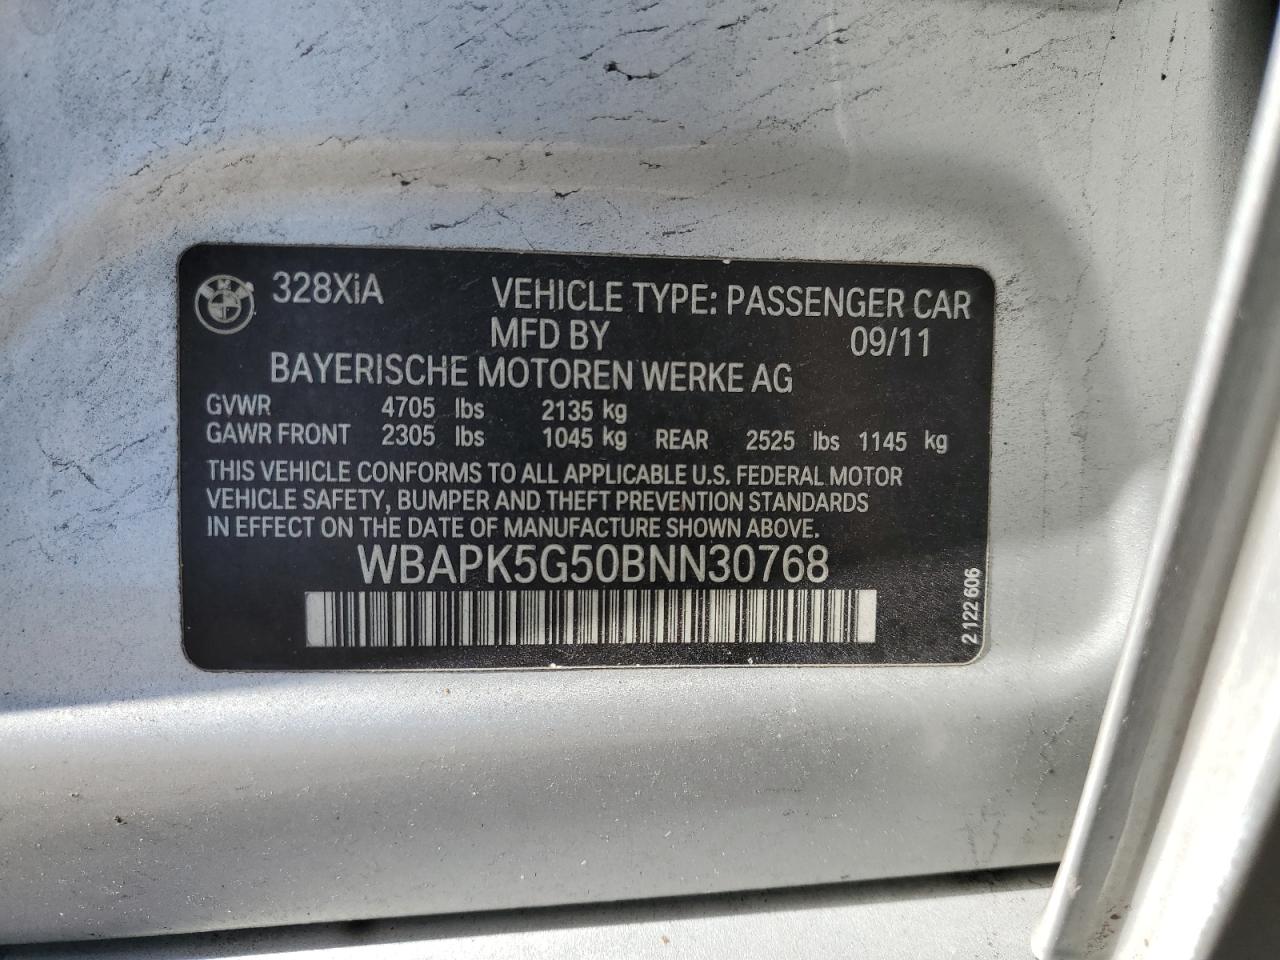 328XiA VEHICLE TYPE: PASSENGER CAR
MFD BY 09/11
BAYERISCHE MOTOREN WERKE AG
GVWR 4705 lbs 2135 kg
GAWR FRONT 2305 lbs 1045 kg REAR 2525 lbs 1145 kg
THIS VEHICLE CONFORMS TO ALL APPLICABLE U.S. FEDERAL MOTOR
VEHICLE SAFETY, BUMPER AND THEFT PREVENTION STANDARDS
IN EFFECT ON THE DATE OF MANUFACTURE SHOWN ABOVE.
WBAPK5G50BNN30768
2 122 606